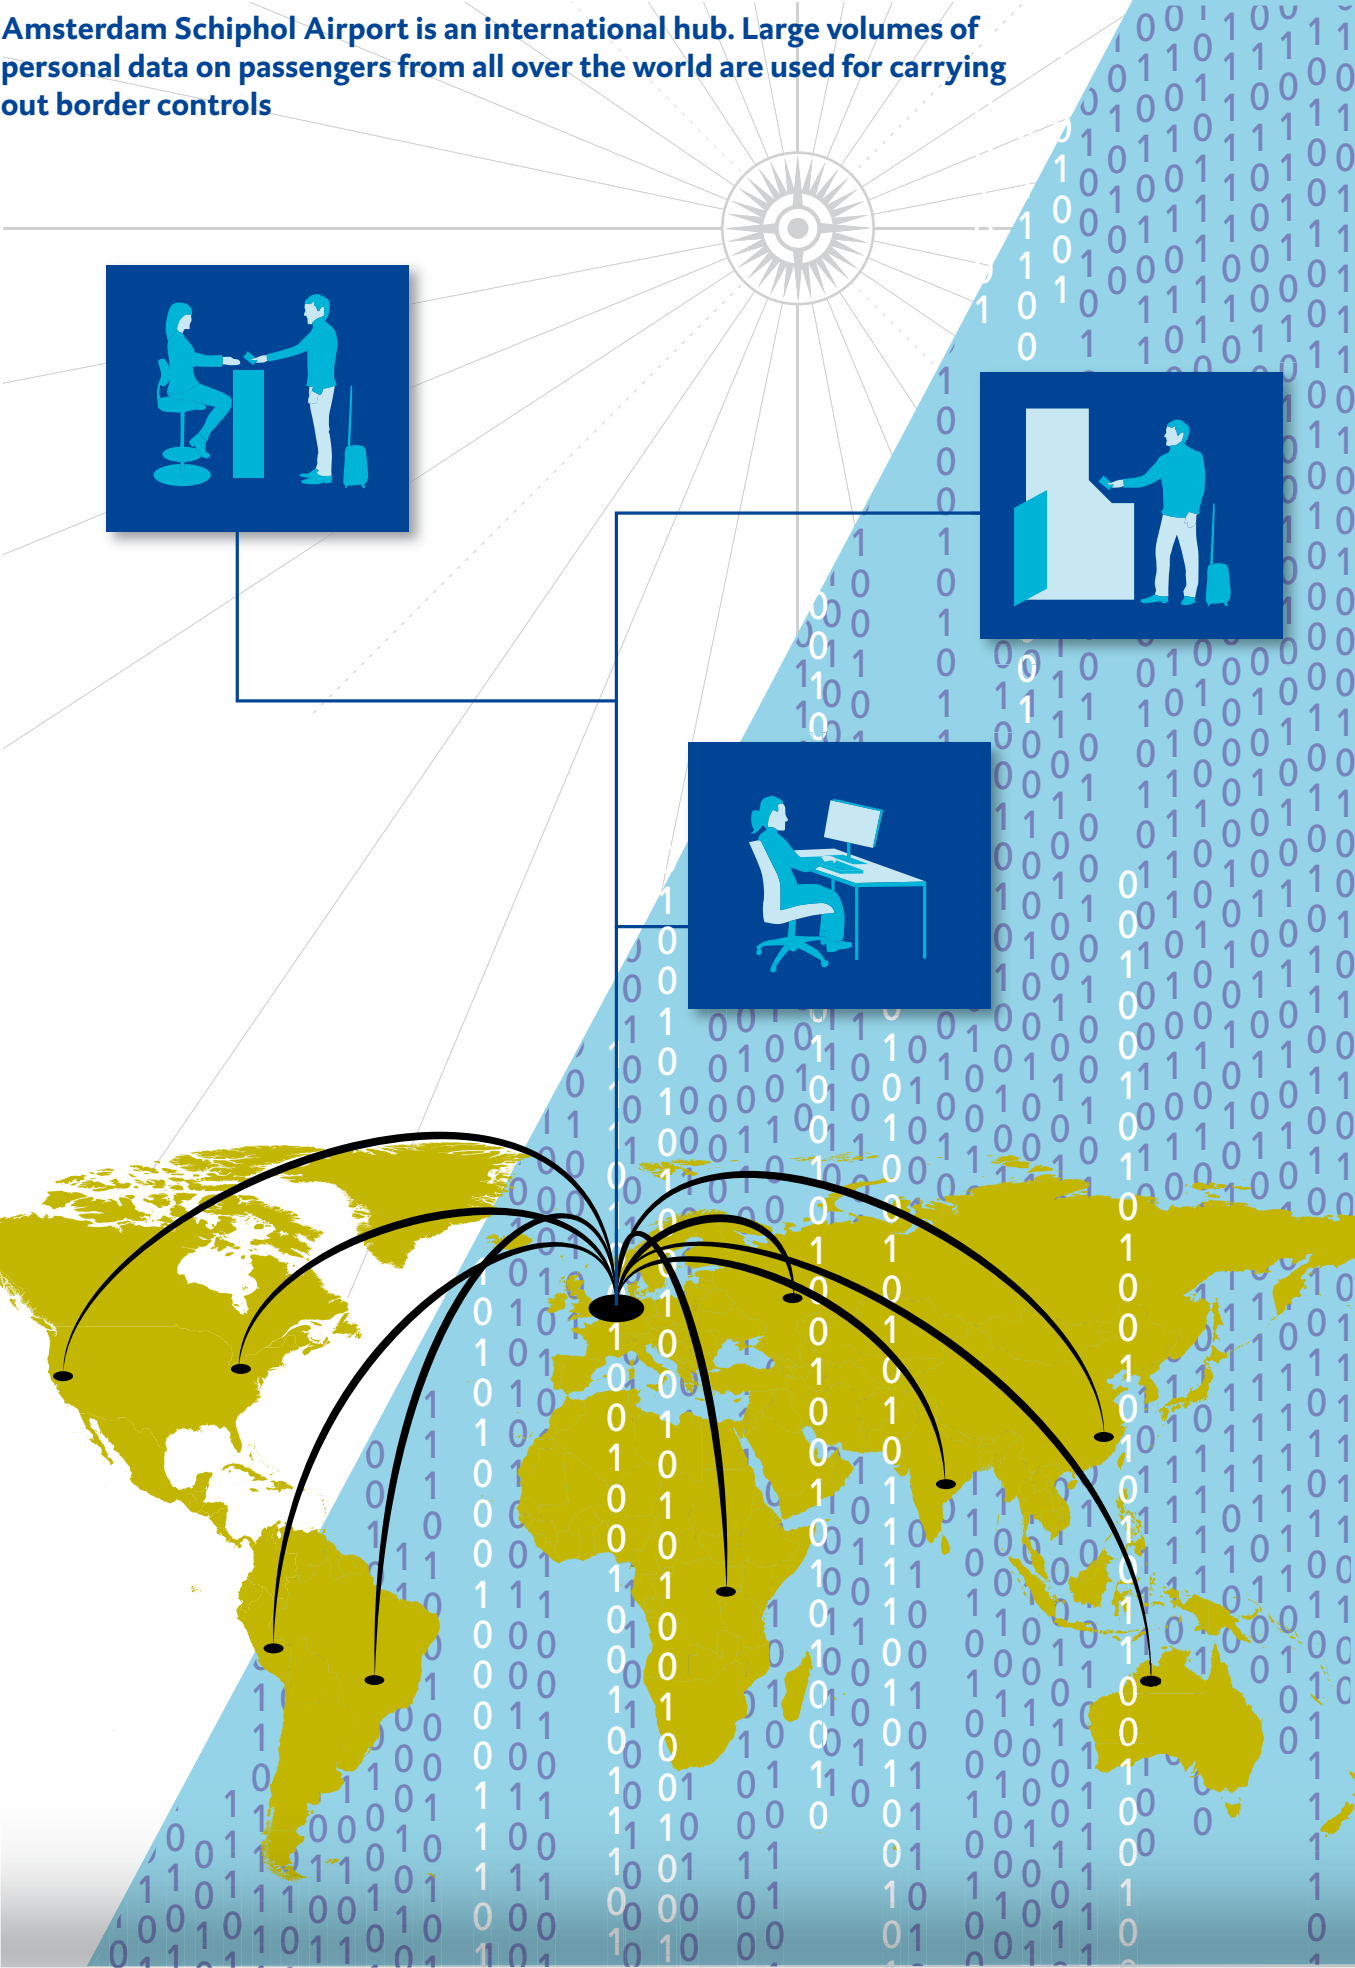 Amsterdam Schiphol Airport is an international hub. Large volumes of
personal data on passengers from all over the world are used for carrying
out border controls